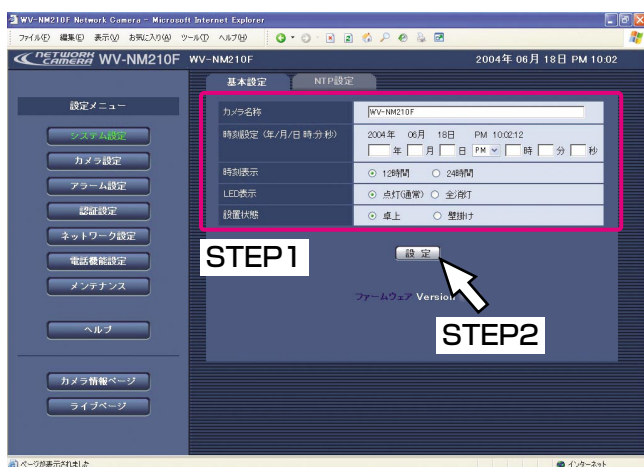 WV-NM210F Network Camera - Microsoft Internet Explorer
ファイル(F) 編集(E) 表示(V) お気に入り(A) ツール(T) ヘルプ(H)
NETWORK CAMERA WV-NM210F
WV-NM210F
2004年 06月 18日 PM 10:02
基本設定 NTP設定
設定メニュー
システム設定
カメラ設定
アラーム設定
認証設定
ネットワーク設定
電話機能設定
メンテナンス
ヘルプ
カメラ情報ページ
ライブページ
カメラ名称 WV-NM210F
時刻設定 (年/月/日 時:分:秒) 2004年 06月 18日 PM 10:02:12
年 月 日 PM 時 分 秒
時刻表示 12時間 24時間
LED表示 点灯(通常) 全消灯
設置状態 卓上 壁掛け
STEP1
設 定
ファームウェア Version
STEP2
ページが表示されました
インターネット